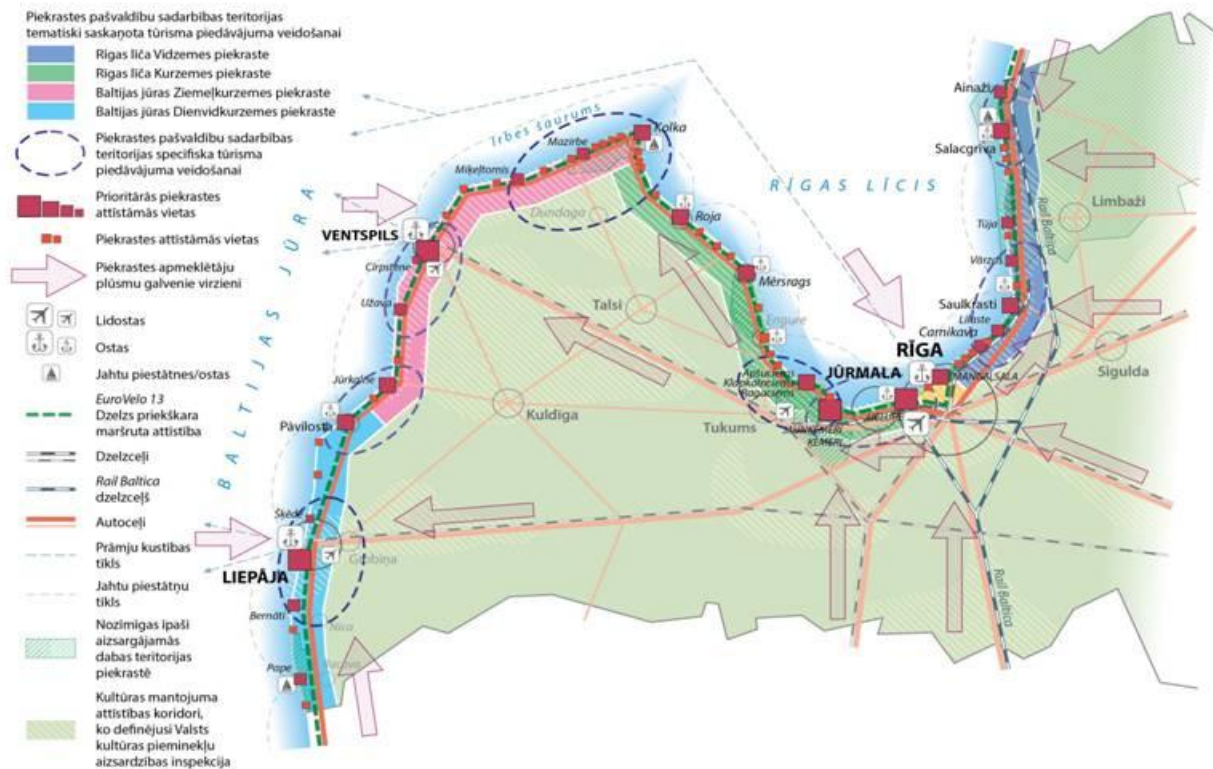 Piekrastes pašvaldību sadarbības teritorijas
tematiski saskaņota tūrisma piedāvājuma veidošanai
Rīgas līča Vidzemes piekraste
Rīgas līča Kurzemes piekraste
Baltijas jūras Ziemeļkurzemes piekraste
Baltijas jūras Dienvidkurzemes piekraste
Piekrastes pašvaldību sadarbības
teritorijas specifiska tūrisma
piedāvājuma veidošanai
Prioritārās piekrastes
attīstāmās vietas
Piekrastes attīstāmās vietas
Piekrastes apmeklētāju
plūsmu galvenie virzieni
Lidostas
Ostas
Jahtu piestātnes/ostas
EuroVelo 13
Dzelzs priekškara
maršruta attīstība
Dzelzceļi
Rail Baltica
dzelzceļš
Autoceļi
Prāmju kustības
tīkls
Jahtu piestātņu
tīkls
Nozīmīgas īpaši
aizsargājamās
dabas teritorijas
piekrastē
Kultūras mantojuma
attīstības koridori,
ko definējusi Valsts
kultūras pieminekļu
aizsardzības inspekcija
BALTIJAS JŪRA
Irbes šaurums
RĪGAS LĪCIS
Kolka
Mazirbe
Miķeļtornis
Dundaga
Roja
VENTSPILS
Užava
Talsi
Mērsrags
Engure
Jūrkalne
Pāvilosta
Kuldīga
Apšuciems
Klapkalnciems
Ragaciems
Tukums
ĶEMERI
JŪRMALA
RĪGA
MANGAĻSALA
Carnikava
Lilaste
Saulkrasti
Tūja
Salacgrīva
Ainaži
Limbaži
Sigulda
Rail Baltica
Rail Baltica
Šķēde
Grobiņa
LIEPĀJA
Bernāti
Nīca
Pape